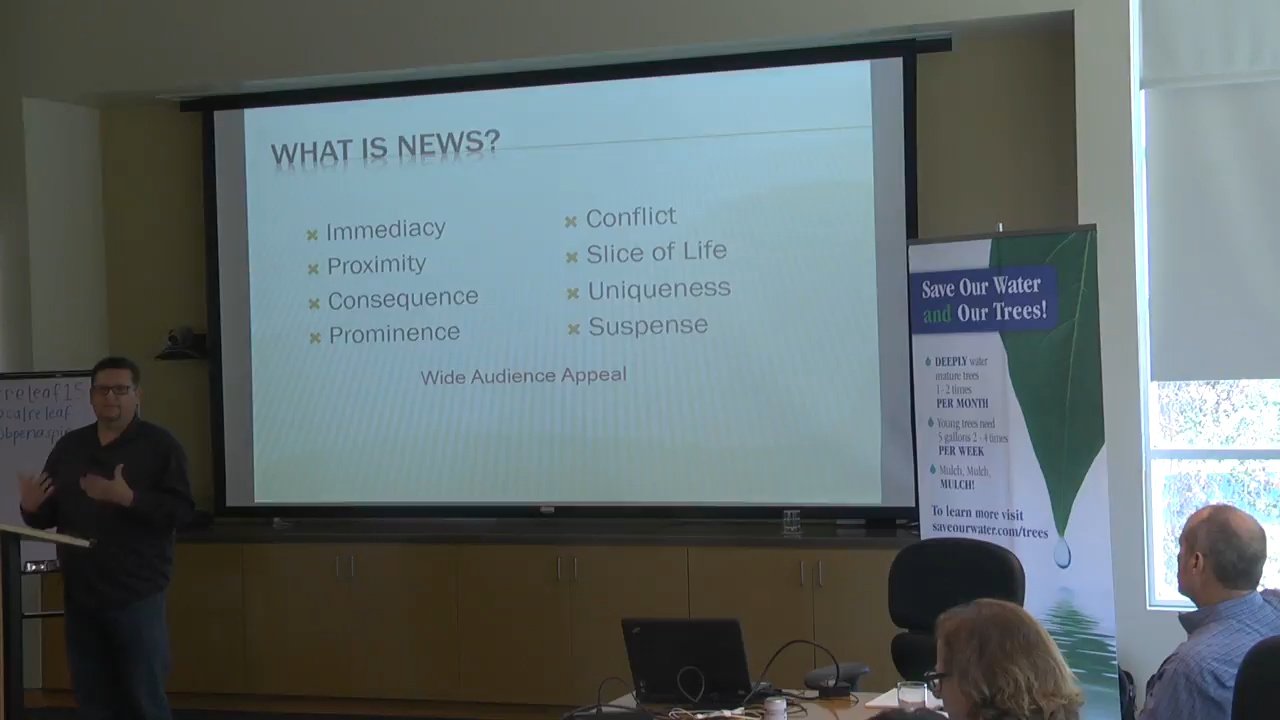 WHAT IS NEWS?
Immediacy
Proximity
Consequence
Prominence
Conflict
Slice of Life
Uniqueness
Suspense
Wide Audience Appeal
Save Our Water
and Our Trees!
DEEPLY water
mature trees
1-2 times
PER MONTH
Young trees need
5 gallons 2-4 times
PER WEEK
Mulch, Mulch,
MULCH!
To learn more visit
saveourwater.com/trees